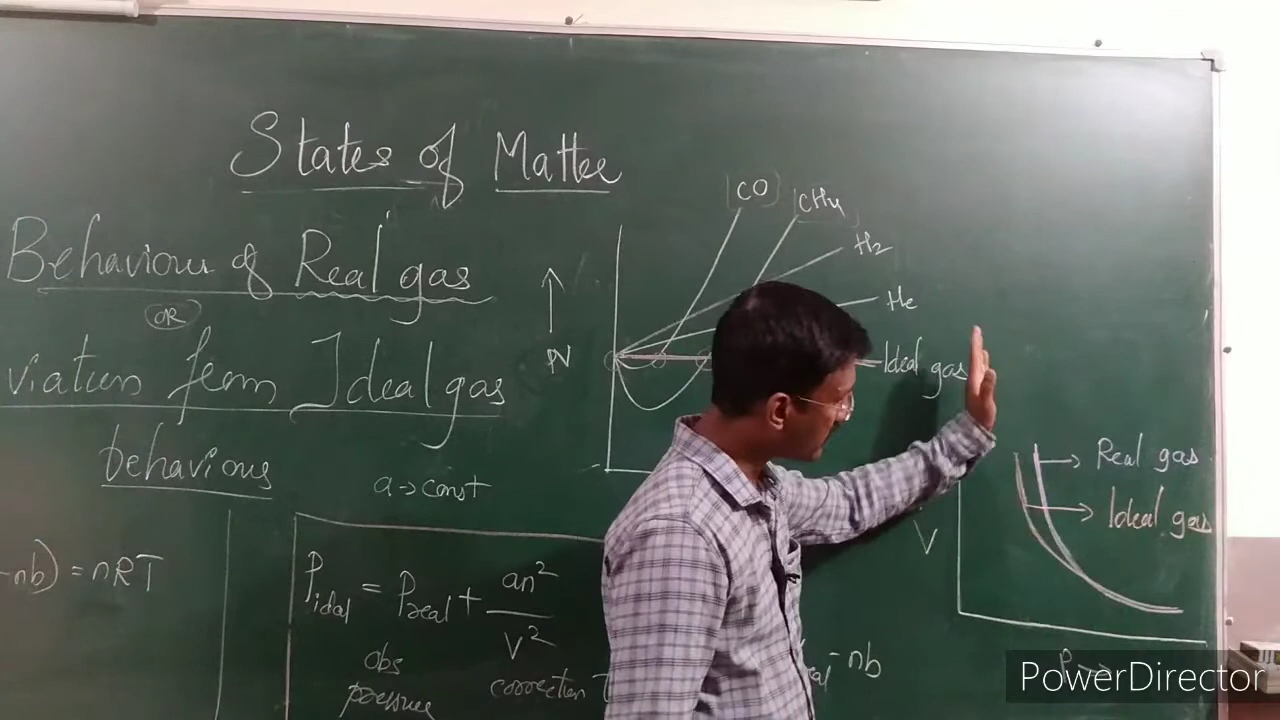 States of Matter
Behaviour of Real gas
OR
viation from Ideal gas
behaviour
a → const
-nb) = nRT
Pideal = Preal + an²/V²
obs
pressure
correction
-nb
CO
CH4
H2
He
Ideal gas
PV
Real gas
Ideal gas
V
P →
PowerDirector